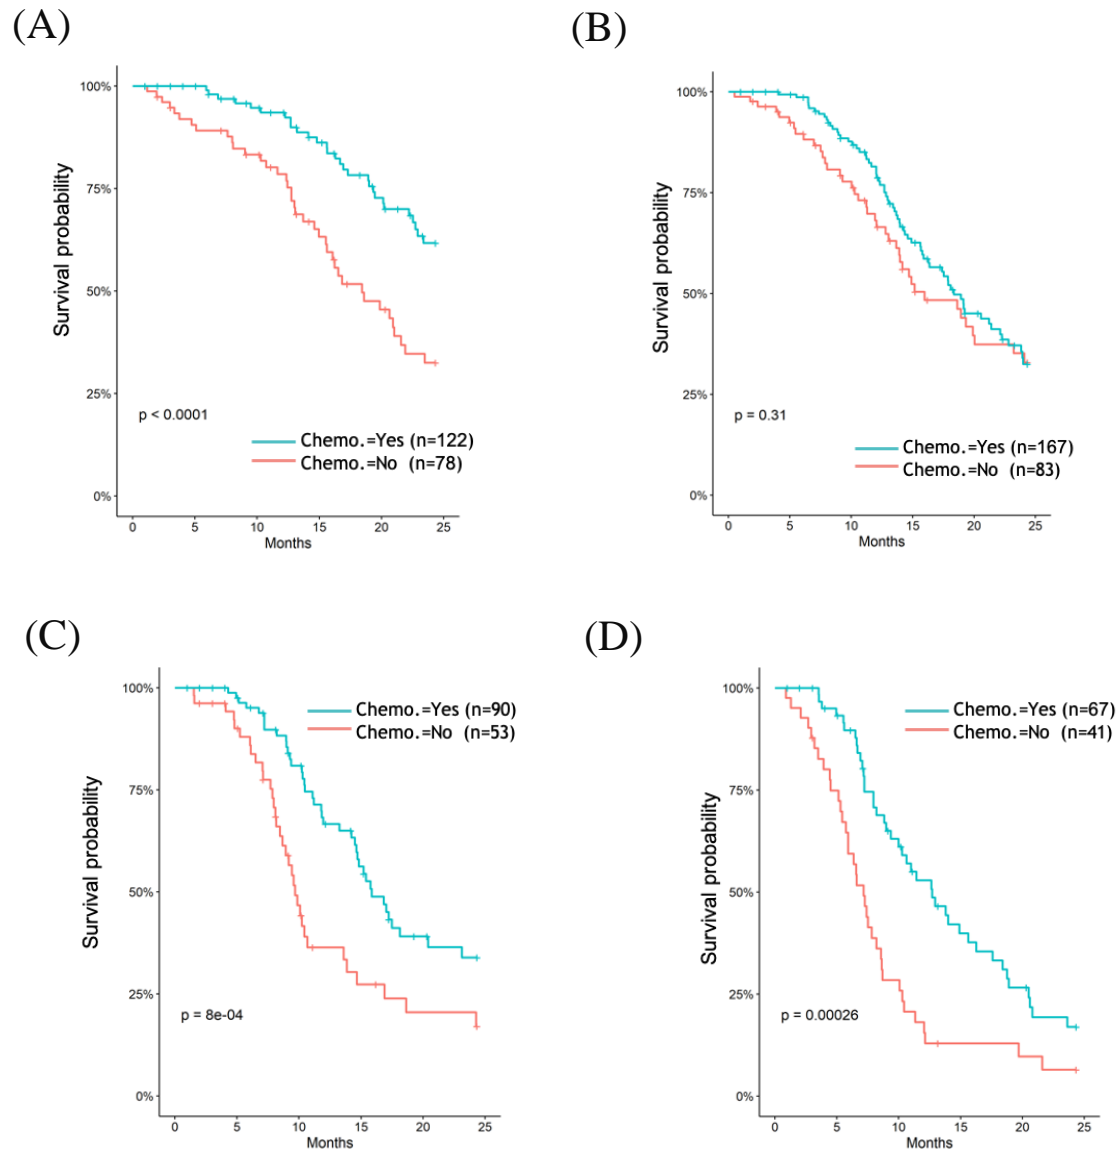 (A)
(B)
Survival probability
100%
75%
50%
25%
0%
p < 0.0001
Chemo.=Yes (n=122)
Chemo.=No (n=78)
0 5 10 15 20 25
Months
Survival probability
100%
75%
50%
25%
0%
p = 0.31
Chemo.=Yes (n=167)
Chemo.=No (n=83)
0 5 10 15 20 25
Months
(C)
(D)
Survival probability
100%
75%
50%
25%
0%
Chemo.=Yes (n=90)
Chemo.=No (n=53)
p = 8e-04
0 5 10 15 20 25
Months
Survival probability
100%
75%
50%
25%
0%
Chemo.=Yes (n=67)
Chemo.=No (n=41)
p = 0.00026
0 5 10 15 20 25
Months